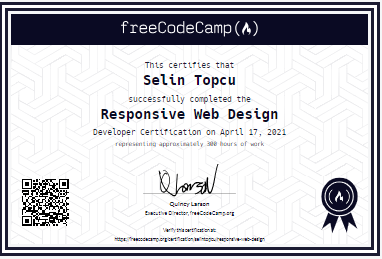 freeCodeCamp(🔥)
This certifies that
Selin Topcu
successfully completed the
Responsive Web Design
Developer Certification on April 17, 2021
representing approximately 300 hours of work
Quincy Larson
Executive Director, freeCodeCamp.org
Verify this certification at:
https://freecodecamp.org/certification/selintopcu/responsive-web-design